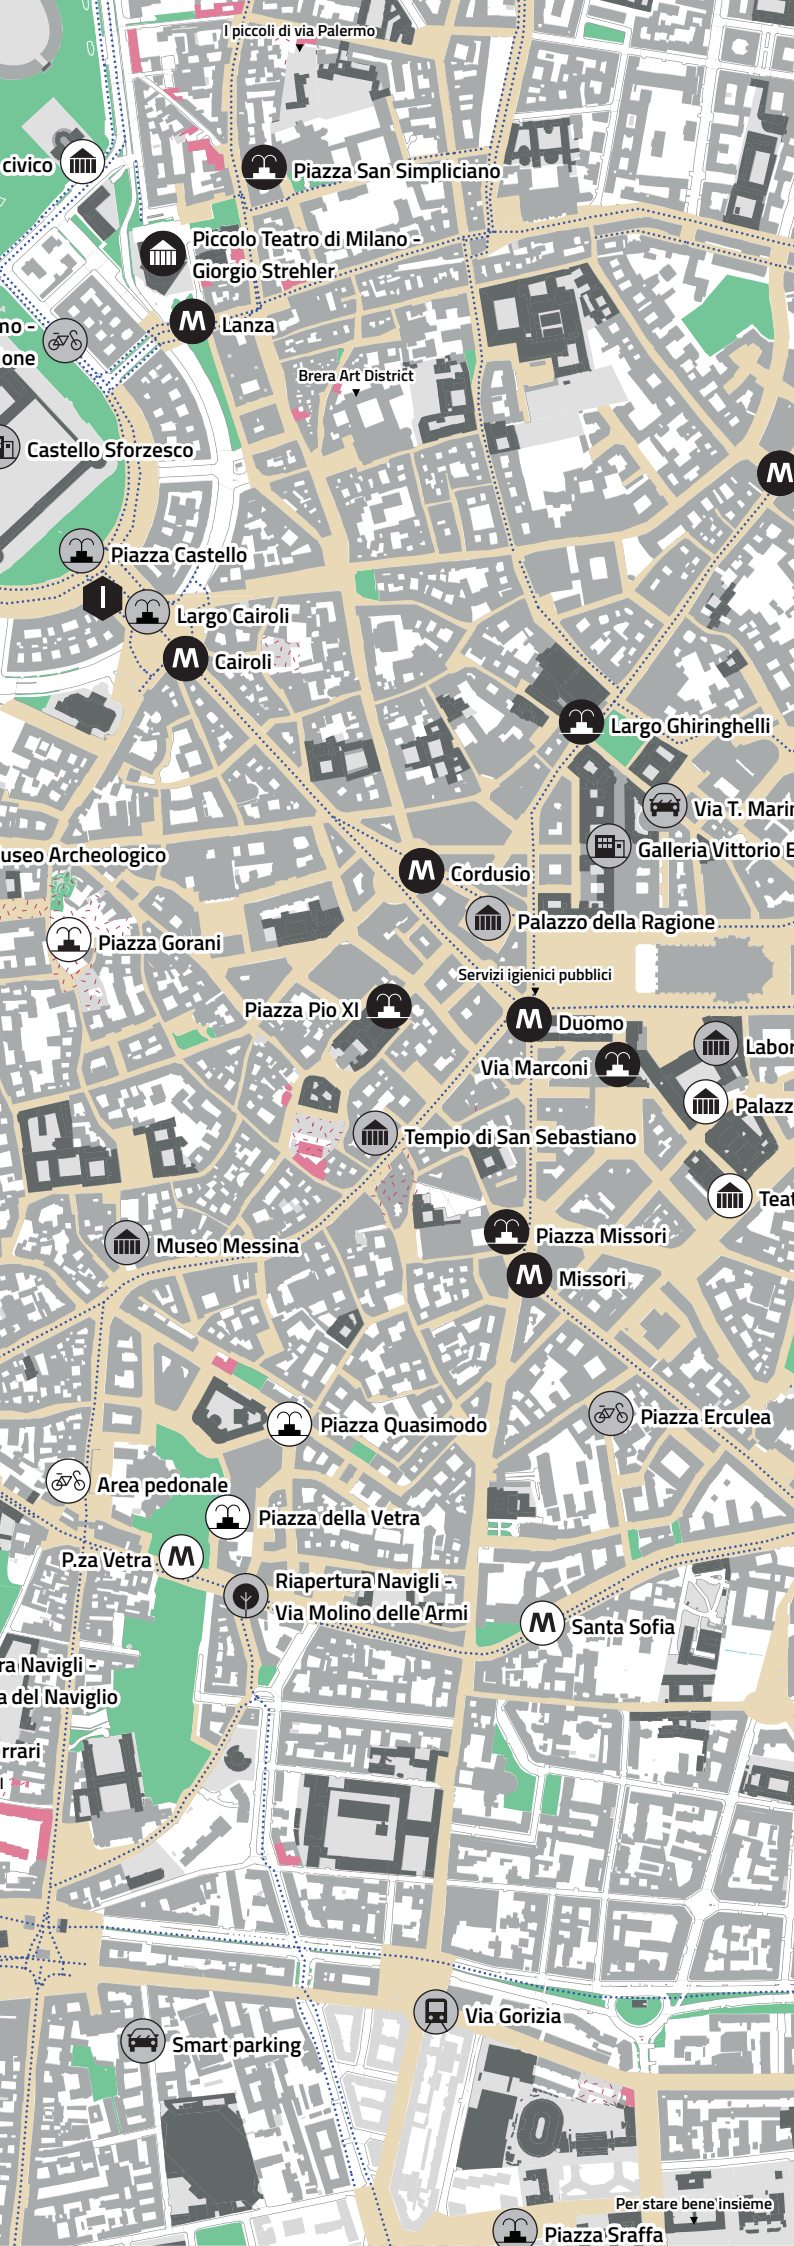 I piccoli di via Palermo
civico
Piazza San Simpliciano
Piccolo Teatro di Milano -
Giorgio Strehler
M
Lanza
mo -
one
Brera Art District
Castello Sforzesco
M
Piazza Castello
I
Largo Cairoli
M
Cairoli
Largo Ghiringhelli
Via T. Marin
Galleria Vittorio E
useo Archeologico
M
Cordusio
Palazzo della Ragione
Piazza Gorani
Servizi igienici pubblici
Piazza Pio XI
M
Duomo
Labor
Via Marconi
Palazz
Tempio di San Sebastiano
Teat
Piazza Missori
Museo Messina
M
Missori
Piazza Erculea
Piazza Quasimodo
Area pedonale
Piazza della Vetra
P.za Vetra
M
Riapertura Navigli -
Via Molino delle Armi
M
Santa Sofia
ra Navigli -
a del Naviglio
rrari
I
Via Gorizia
Smart parking
Per stare bene insieme
Piazza Sraffa